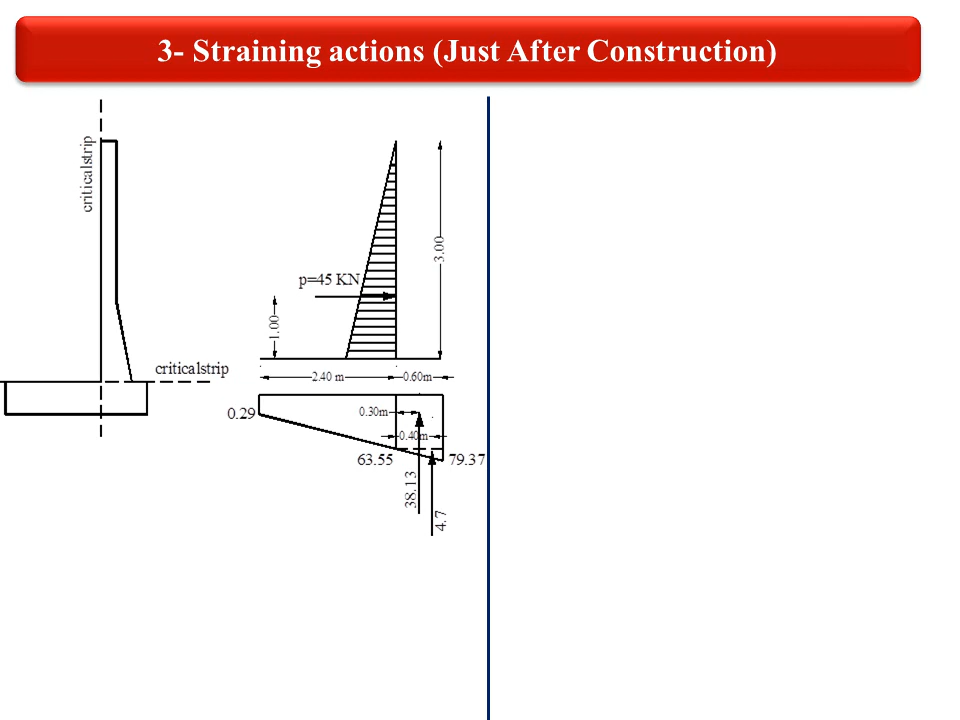 3- Straining actions (Just After Construction)
criticalstrip
p=45 KN
3.00
1.00
criticalstrip
2.40 m
0.60m
0.29
0.30m
0.40m
63.55
79.37
38.13
4.7